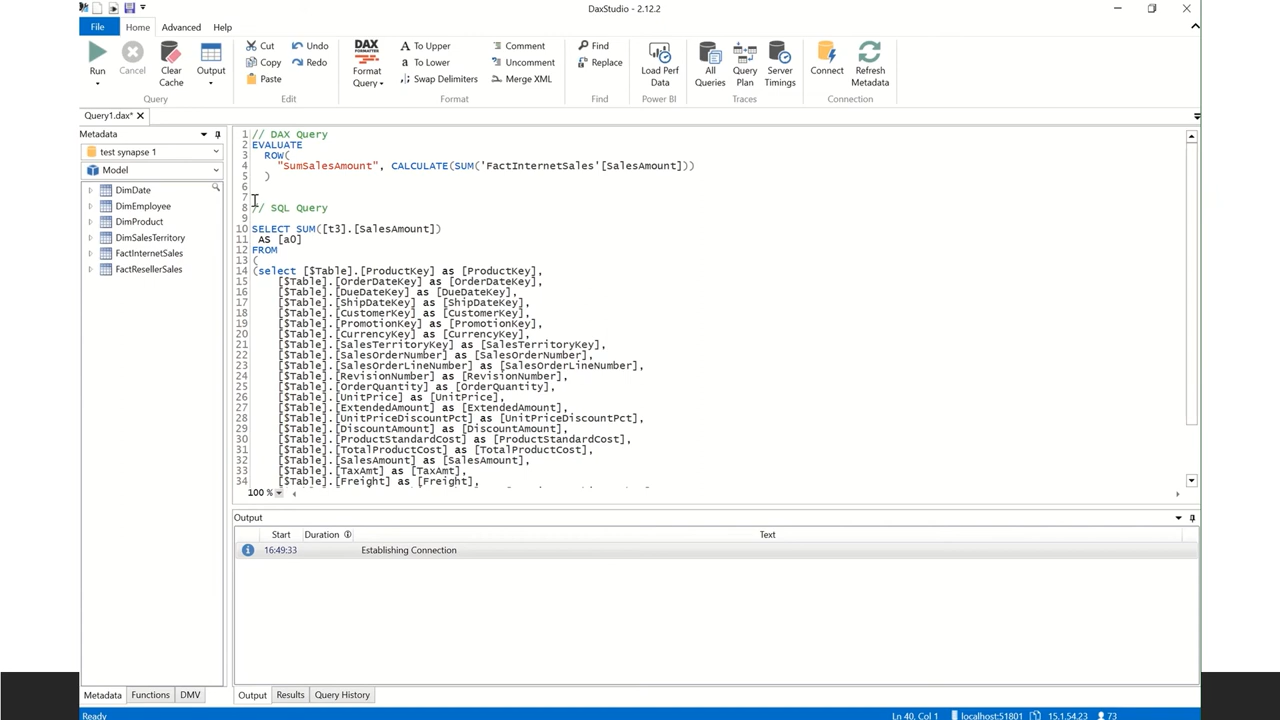 DaxStudio - 2.12.2
File Home Advanced Help
Run Cancel Clear Cache Output
Cut Copy Paste Undo Redo
DAX FORMATTER Format Query
To Upper To Lower Swap Delimiters Comment Uncomment Merge XML
Find Replace
Load Perf Data
All Queries Query Plan Server Timings
Connect Refresh Metadata
Query Edit Format Find Power BI Traces Connection
Query1.dax*
Metadata
test synapse 1
Model
DimDate
DimEmployee
DimProduct
DimSalesTerritory
FactInternetSales
FactResellerSales
1 // DAX Query
2 EVALUATE
3 ROW(
4 "SumSalesAmount", CALCULATE(SUM('FactInternetSales'[SalesAmount]))
5 )
6
7
8 // SQL Query
9
10 SELECT SUM([t3].[SalesAmount])
11 AS [a0]
12 FROM
13 (
14 (select [$Table].[ProductKey] as [ProductKey],
15 [$Table].[OrderDateKey] as [OrderDateKey],
16 [$Table].[DueDateKey] as [DueDateKey],
17 [$Table].[ShipDateKey] as [ShipDateKey],
18 [$Table].[CustomerKey] as [CustomerKey],
19 [$Table].[PromotionKey] as [PromotionKey],
20 [$Table].[CurrencyKey] as [CurrencyKey],
21 [$Table].[SalesTerritoryKey] as [SalesTerritoryKey],
22 [$Table].[SalesOrderNumber] as [SalesOrderNumber],
23 [$Table].[SalesOrderLineNumber] as [SalesOrderLineNumber],
24 [$Table].[RevisionNumber] as [RevisionNumber],
25 [$Table].[OrderQuantity] as [OrderQuantity],
26 [$Table].[UnitPrice] as [UnitPrice],
27 [$Table].[ExtendedAmount] as [ExtendedAmount],
28 [$Table].[UnitPriceDiscountPct] as [UnitPriceDiscountPct],
29 [$Table].[DiscountAmount] as [DiscountAmount],
30 [$Table].[ProductStandardCost] as [ProductStandardCost],
31 [$Table].[TotalProductCost] as [TotalProductCost],
32 [$Table].[SalesAmount] as [SalesAmount],
33 [$Table].[TaxAmt] as [TaxAmt],
34 [$Table].[Freight] as [Freight],
100 %
Output
Start Duration Text
16:49:33 Establishing Connection
Metadata Functions DMV
Output Results Query History
Ready Ln 40, Col 1 localhost:51801 15.1.54.23 73